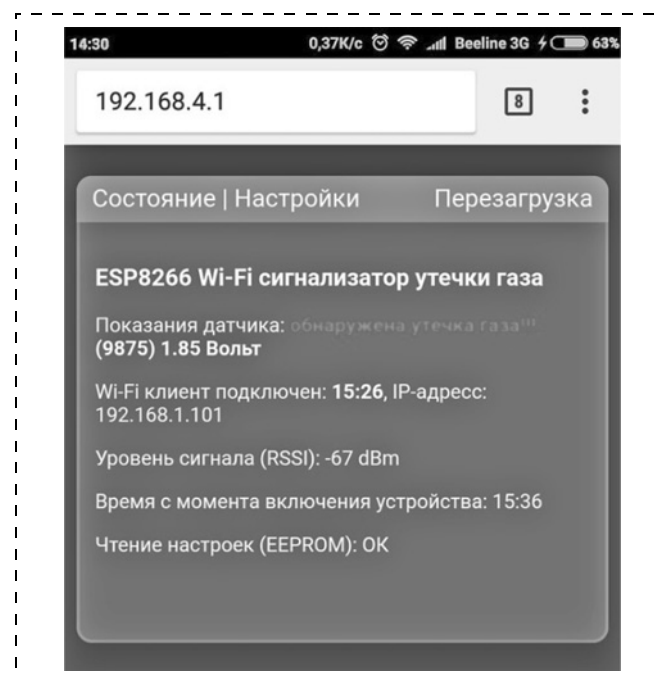 14:30 0,37K/c Beeline 3G 63%
192.168.4.1 8
Состояние | Настройки Перезагрузка
ESP8266 Wi-Fi сигнализатор утечки газа
Показания датчика: обнаружена утечка газа!!!
(9875) 1.85 Вольт
Wi-Fi клиент подключен: 15:26, IP-адресс:
192.168.1.101
Уровень сигнала (RSSI): -67 dBm
Время с момента включения устройства: 15:36
Чтение настроек (EEPROM): OK